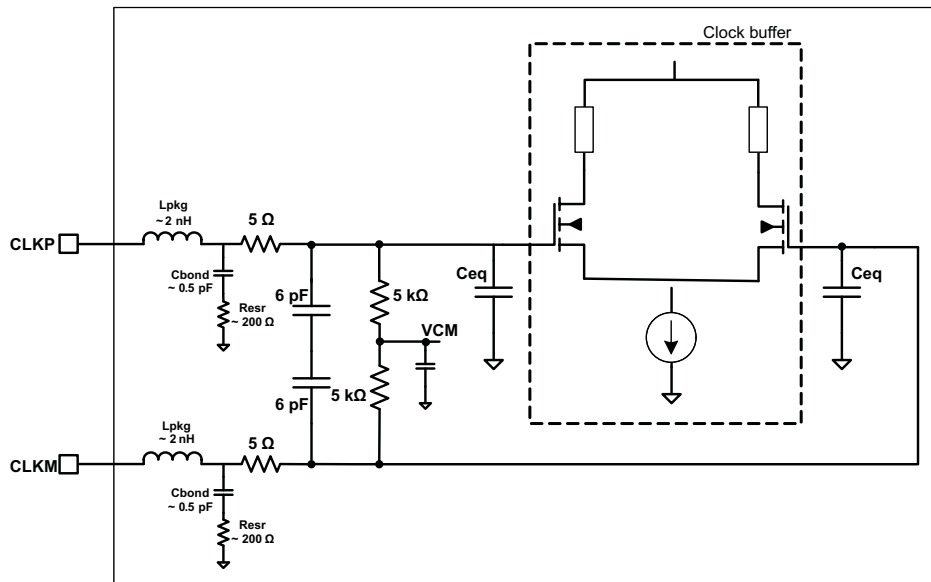 Clock buffer
Lpkg
~ 2 nH
5 Ω
CLKP
Cbond
~ 0.5 pF
Resr
~ 200 Ω
6 pF
5 kΩ
Ceq
Ceq
VCM
6 pF
5 kΩ
Lpkg
~ 2 nH
5 Ω
CLKM
Cbond
~ 0.5 pF
Resr
~ 200 Ω